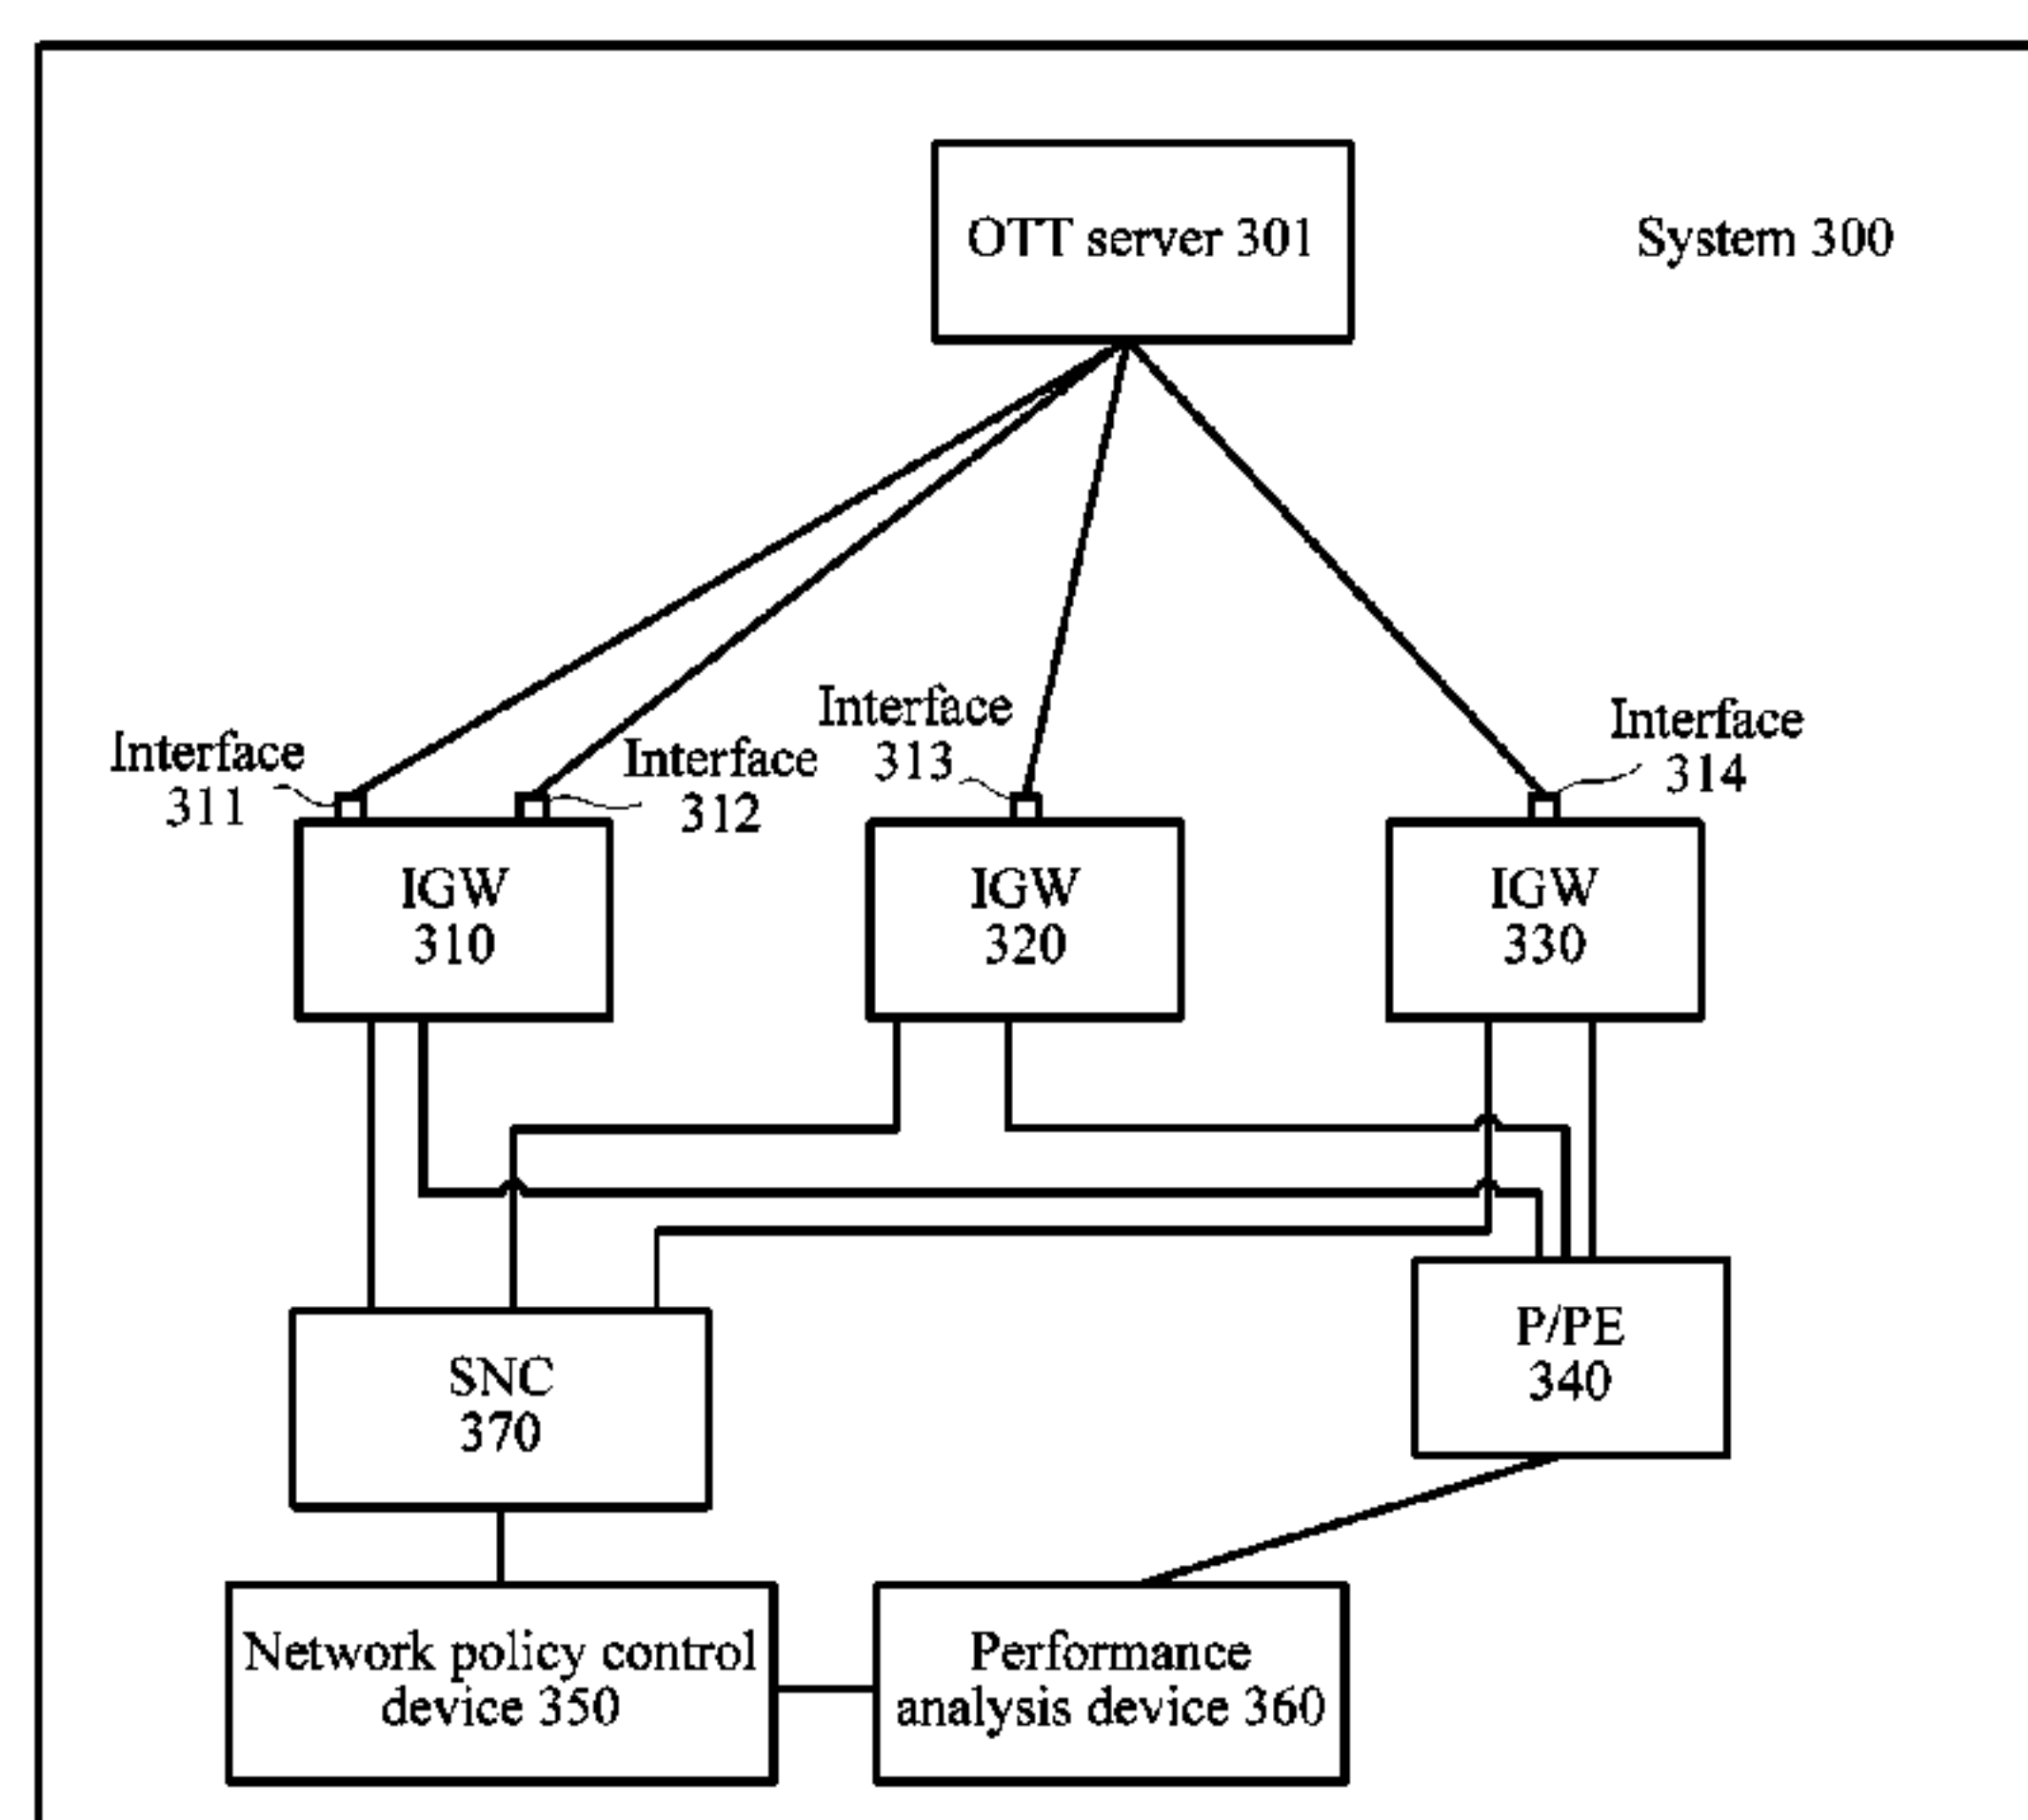 OTT server 301
System 300
Interface
311
Interface
312
Interface
313
Interface
314
IGW
310
IGW
320
IGW
330
P/PE
340
SNC
370
Network policy control
device 350
Performance
analysis device 360